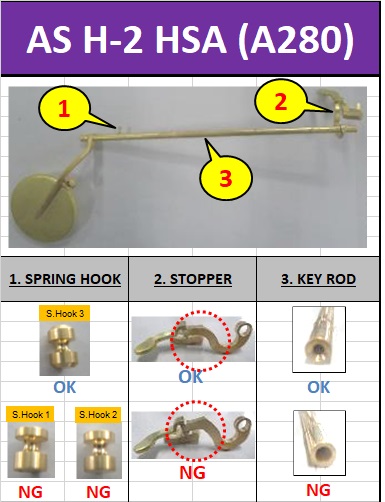 AS H-2 HSA (A280)
1
2
3
1. SPRING HOOK
2. STOPPER
3. KEY ROD
S.Hook 3
OK
OK
OK
S.Hook 1
S.Hook 2
NG
NG
NG
NG